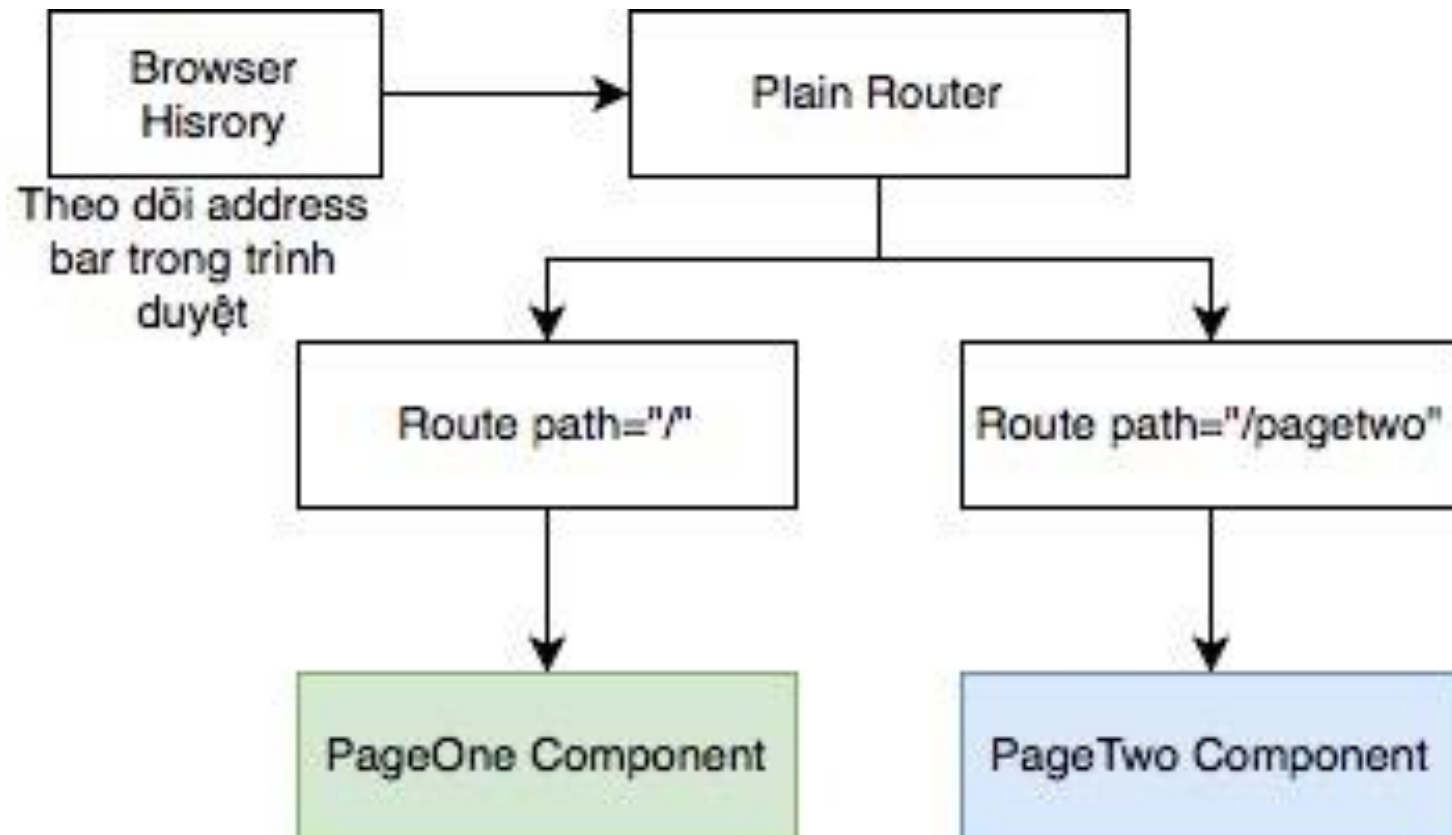 Browser
Hisrory
Plain Router
Theo dõi address
bar trong trình
duyệt
Route path="/"
Route path="/pagetwo"
PageOne Component
PageTwo Component